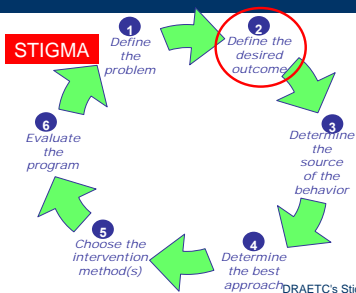 STIGMA
1
Define
the
problem
2
Define the
desired
outcome
3
Determine
the
source
of the
behavior
4
Determine
the best
approach
5
Choose the
intervention
method(s)
6
Evaluate
the
program
DRAETC's Stig